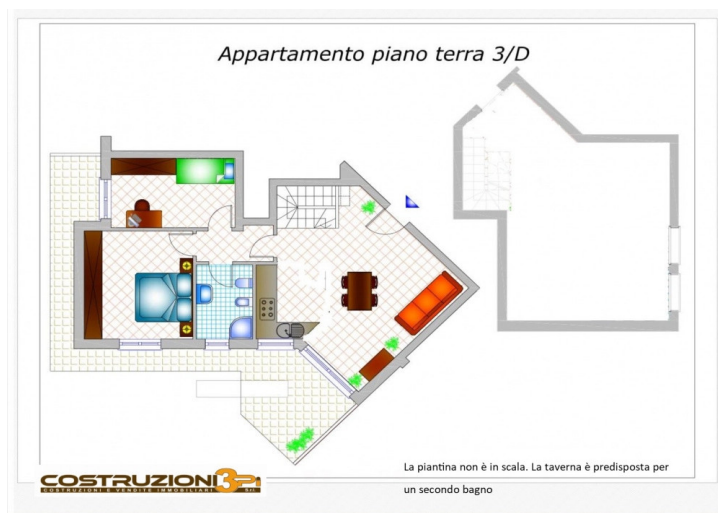 Appartamento piano terra 3/D
La piantina non è in scala. La taverna è predisposta per
un secondo bagno
COSTRUZIONI 3Pi
COSTRUZIONI E VENDITE IMMOBILIARI S.r.l.